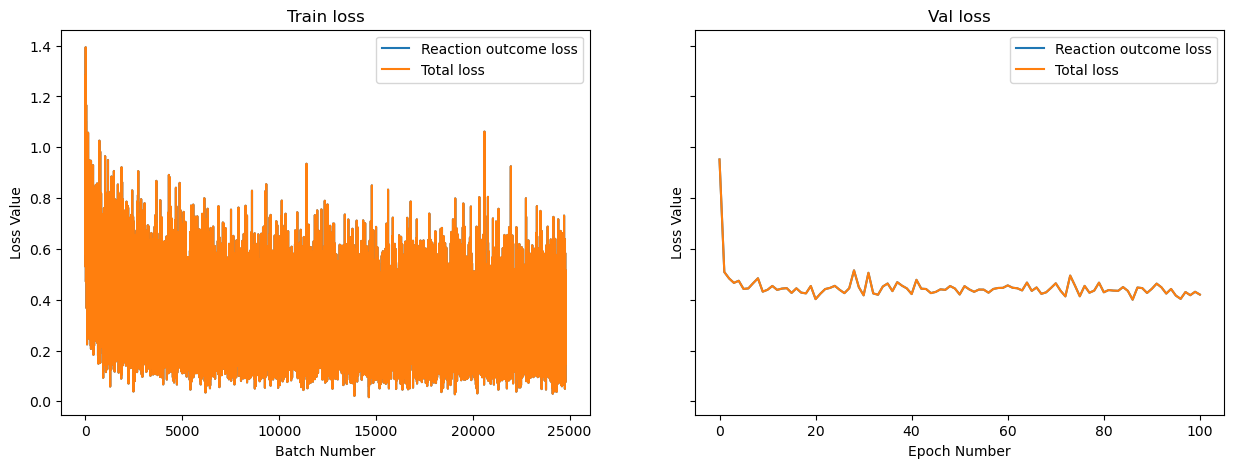 Train loss
Val loss
Reaction outcome loss
Total loss
Reaction outcome loss
Total loss
Loss Value
1.4
1.2
1.0
0.8
0.6
0.4
0.2
0.0
0
5000
10000
15000
20000
25000
Batch Number
Loss Value
0
20
40
60
80
100
Epoch Number